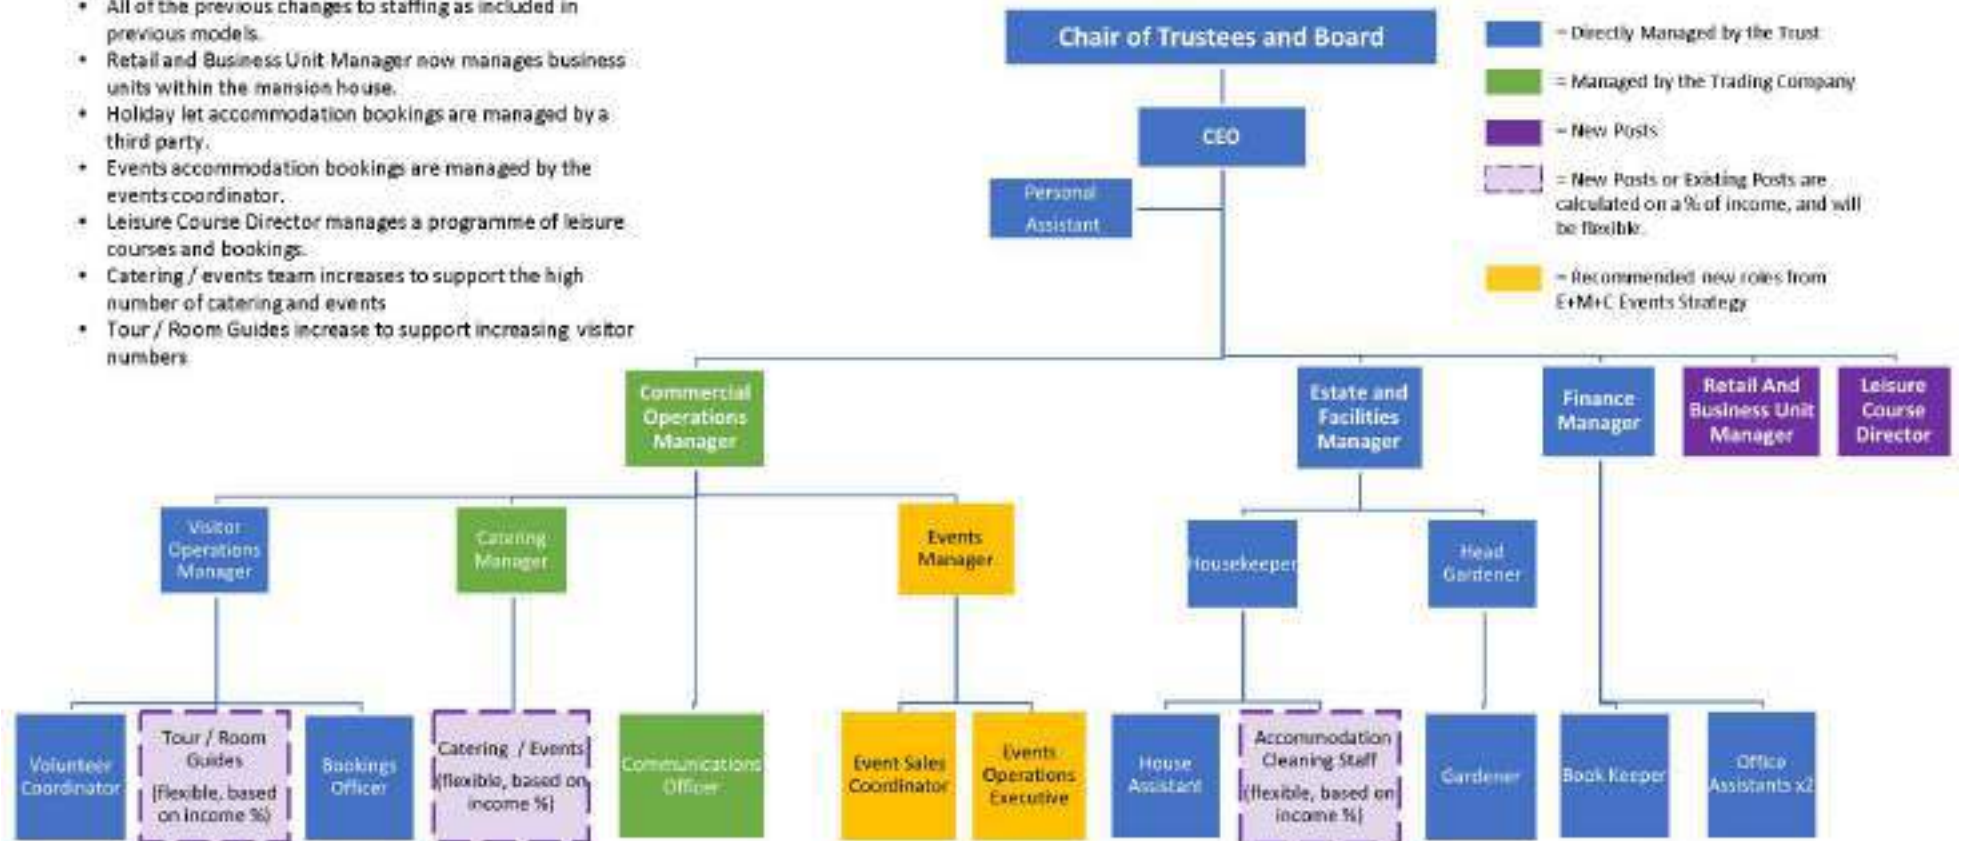 • All of the previous changes to staffing as included in
previous models.
• Retail and Business Unit Manager now manages business
units within the mansion house.
• Holiday let accommodation bookings are managed by a
third party.
• Events accommodation bookings are managed by the
events coordinator.
• Leisure Course Director manages a programme of leisure
courses and bookings.
• Catering / events team increases to support the high
number of catering and events
• Tour / Room Guides increase to support increasing visitor
numbers
Chair of Trustees and Board
CEO
Personal
Assistant
= Directly Managed by the Trust
= Managed by the Trading Company
= New Posts
= New Posts or Existing Posts are
calculated on a % of income, and will
be flexible.
= Recommended new roles from
E+M+C Events Strategy
Commercial
Operations
Manager
Estate and
Facilities
Manager
Finance
Manager
Retail And
Business Unit
Manager
Leisure
Course
Director
Visitor
Operations
Manager
Catering
Manager
Events
Manager
Housekeeper
Head
Gardener
Volunteer
Coordinator
Tour / Room
Guides
(flexible, based
on income %)
Bookings
Officer
Catering / Events
(flexible, based on
income %)
Communications
Officer
Event Sales
Coordinator
Events
Operations
Executive
House
Assistant
Accommodation
Cleaning Staff
(flexible, based on
income %)
Gardener
Book Keeper
Office
Assistants x2